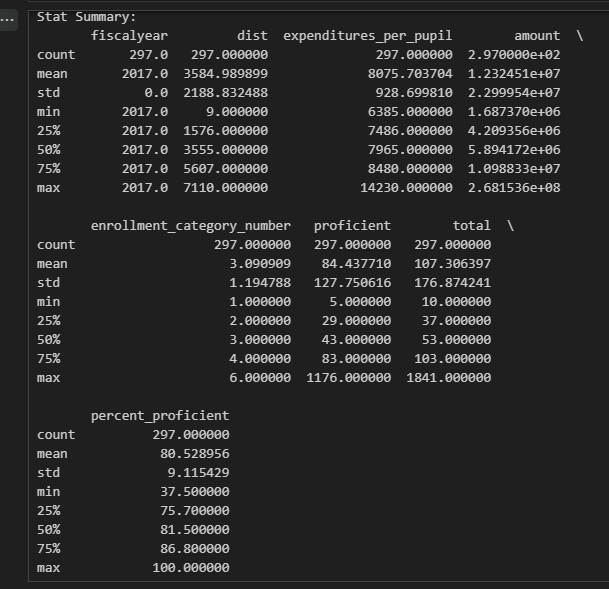 ...
Stat Summary:
fiscalyear dist expenditures_per_pupil amount \
count 297.0 297.000000 297.000000 2.970000e+02
mean 2017.0 3584.989899 8075.703704 1.232451e+07
std 0.0 2188.832488 928.699810 2.299954e+07
min 2017.0 9.000000 6385.000000 1.687370e+06
25% 2017.0 1576.000000 7486.000000 4.209356e+06
50% 2017.0 3555.000000 7965.000000 5.894172e+06
75% 2017.0 5607.000000 8480.000000 1.098833e+07
max 2017.0 7110.000000 14230.000000 2.681536e+08
enrollment_category_number proficient total \
count 297.000000 297.000000 297.000000
mean 3.090909 84.437710 107.306397
std 1.194788 127.750616 176.874241
min 1.000000 5.000000 10.000000
25% 2.000000 29.000000 37.000000
50% 3.000000 43.000000 53.000000
75% 4.000000 83.000000 103.000000
max 6.000000 1176.000000 1841.000000
percent_proficient
count 297.000000
mean 80.528956
std 9.115429
min 37.500000
25% 75.700000
50% 81.500000
75% 86.800000
max 100.000000